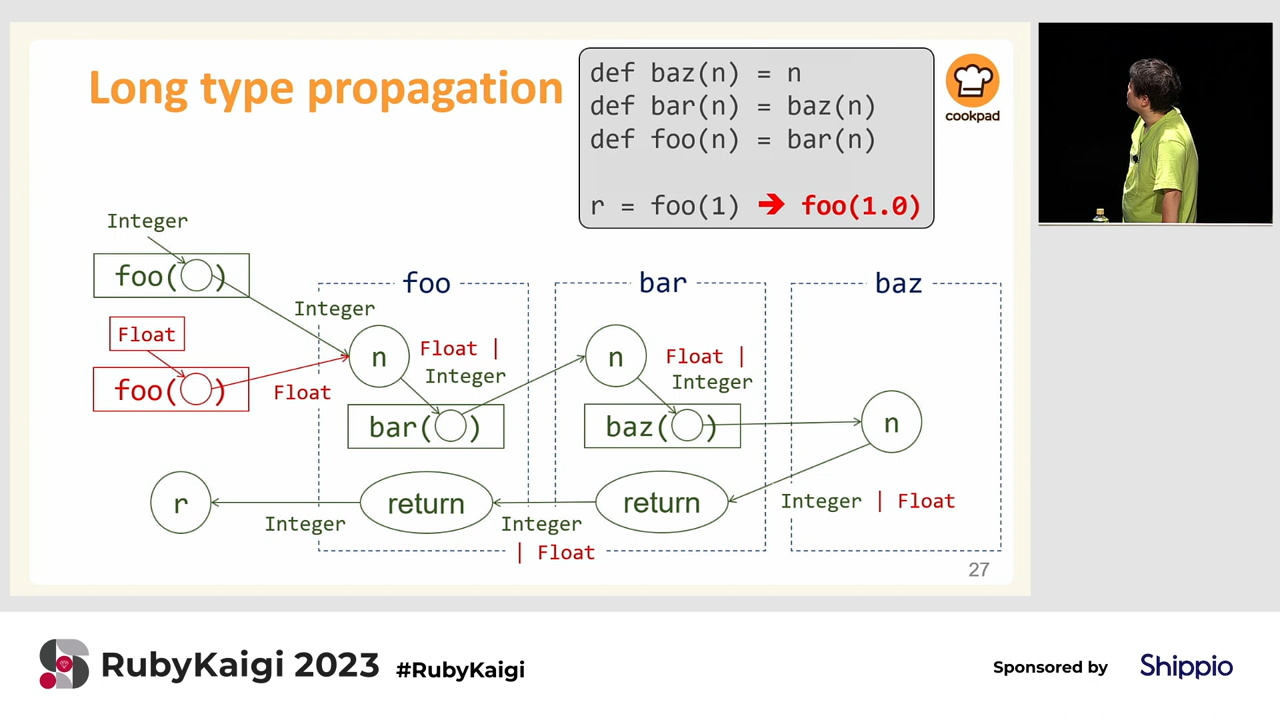 Long type propagation
def baz(n) = n
def bar(n) = baz(n)
def foo(n) = bar(n)
r = foo(1) ➔ foo(1.0)
cookpad
Integer
foo( )
Integer
Float
foo( )
Float
foo
n
Float |
Integer
bar( )
return
bar
n
Float |
Integer
baz( )
return
baz
n
Integer | Float
Integer
| Float
Integer
r
27
RubyKaigi 2023 #RubyKaigi
Sponsored by Shippio